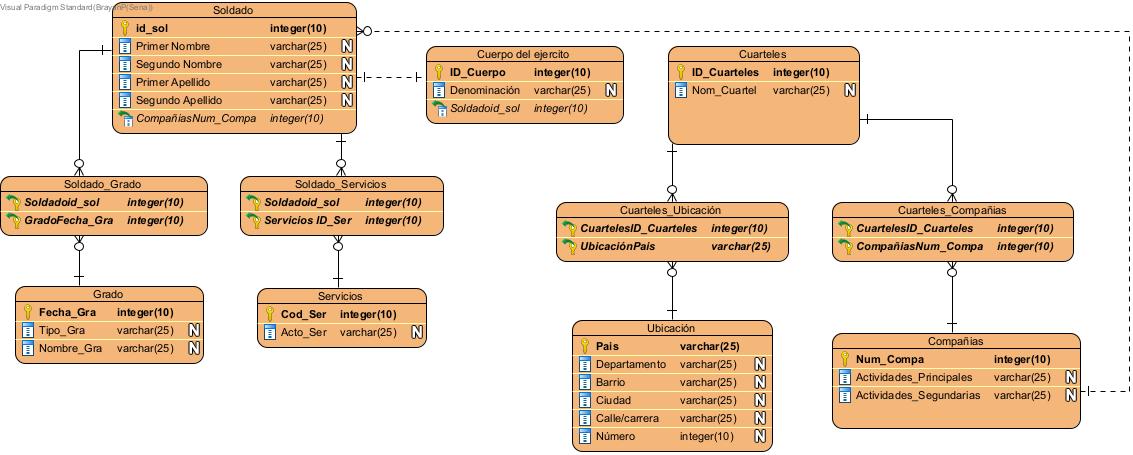 Visual Paradigm Standard(Brayan P(Sena))
Soldado
id_sol integer(10)
Primer Nombre varchar(25) N
Segundo Nombre varchar(25) N
Primer Apellido varchar(25) N
Segundo Apellido varchar(25) N
CompañiasNum_Compa integer(10)
Cuerpo del ejercito
ID_Cuerpo integer(10)
Denominación varchar(25) N
Soldadoid_sol integer(10)
Cuarteles
ID_Cuarteles integer(10)
Nom_Cuartel varchar(25) N
Soldado_Grado
Soldadoid_sol integer(10)
GradoFecha_Gra integer(10)
Soldado_Servicios
Soldadoid_sol integer(10)
Servicios ID_Ser integer(10)
Cuarteles_Ubicación
CuartelesID_Cuarteles integer(10)
UbicaciónPais varchar(25)
Cuarteles_Compañias
CuartelesID_Cuarteles integer(10)
CompañiasNum_Compa integer(10)
Grado
Fecha_Gra integer(10)
Tipo_Gra varchar(25) N
Nombre_Gra varchar(25) N
Servicios
Cod_Ser integer(10)
Acto_Ser varchar(25) N
Ubicación
Pais varchar(25)
Departamento varchar(25) N
Barrio varchar(25) N
Ciudad varchar(25) N
Calle/carrera varchar(25) N
Número integer(10) N
Compañias
Num_Compa integer(10)
Actividades_Principales varchar(25) N
Actividades_Segundarias varchar(25) N